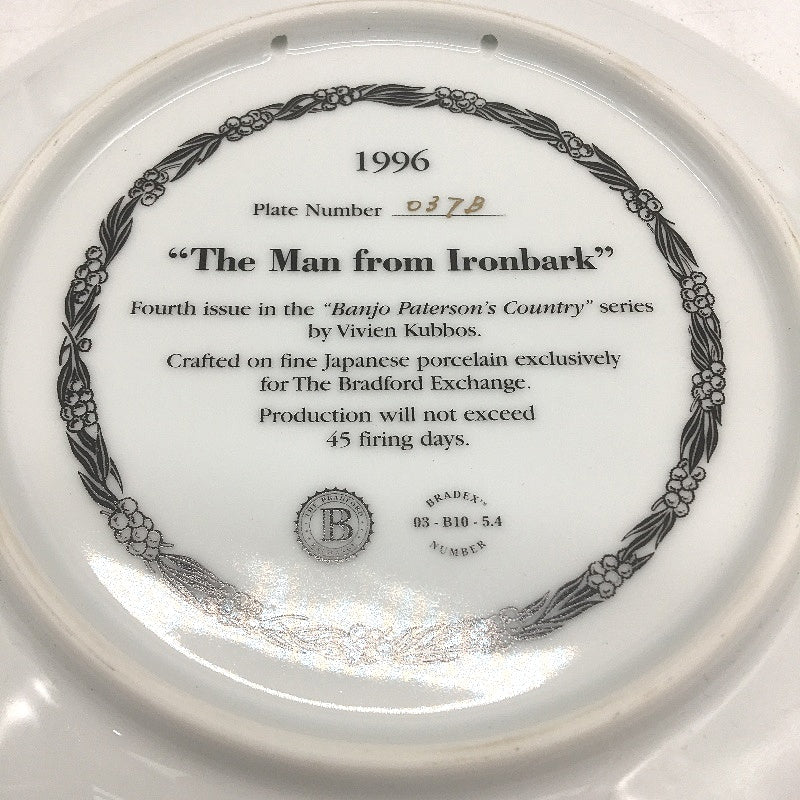 1996
Plate Number 037B
“The Man from Ironbark”
Fourth issue in the “Banjo Paterson’s Country” series
by Vivien Kubbos.
Crafted on fine Japanese porcelain exclusively
for The Bradford Exchange.
Production will not exceed
45 firing days.
B
BRADEX™
03 - B10 - 5.4
NUMBER